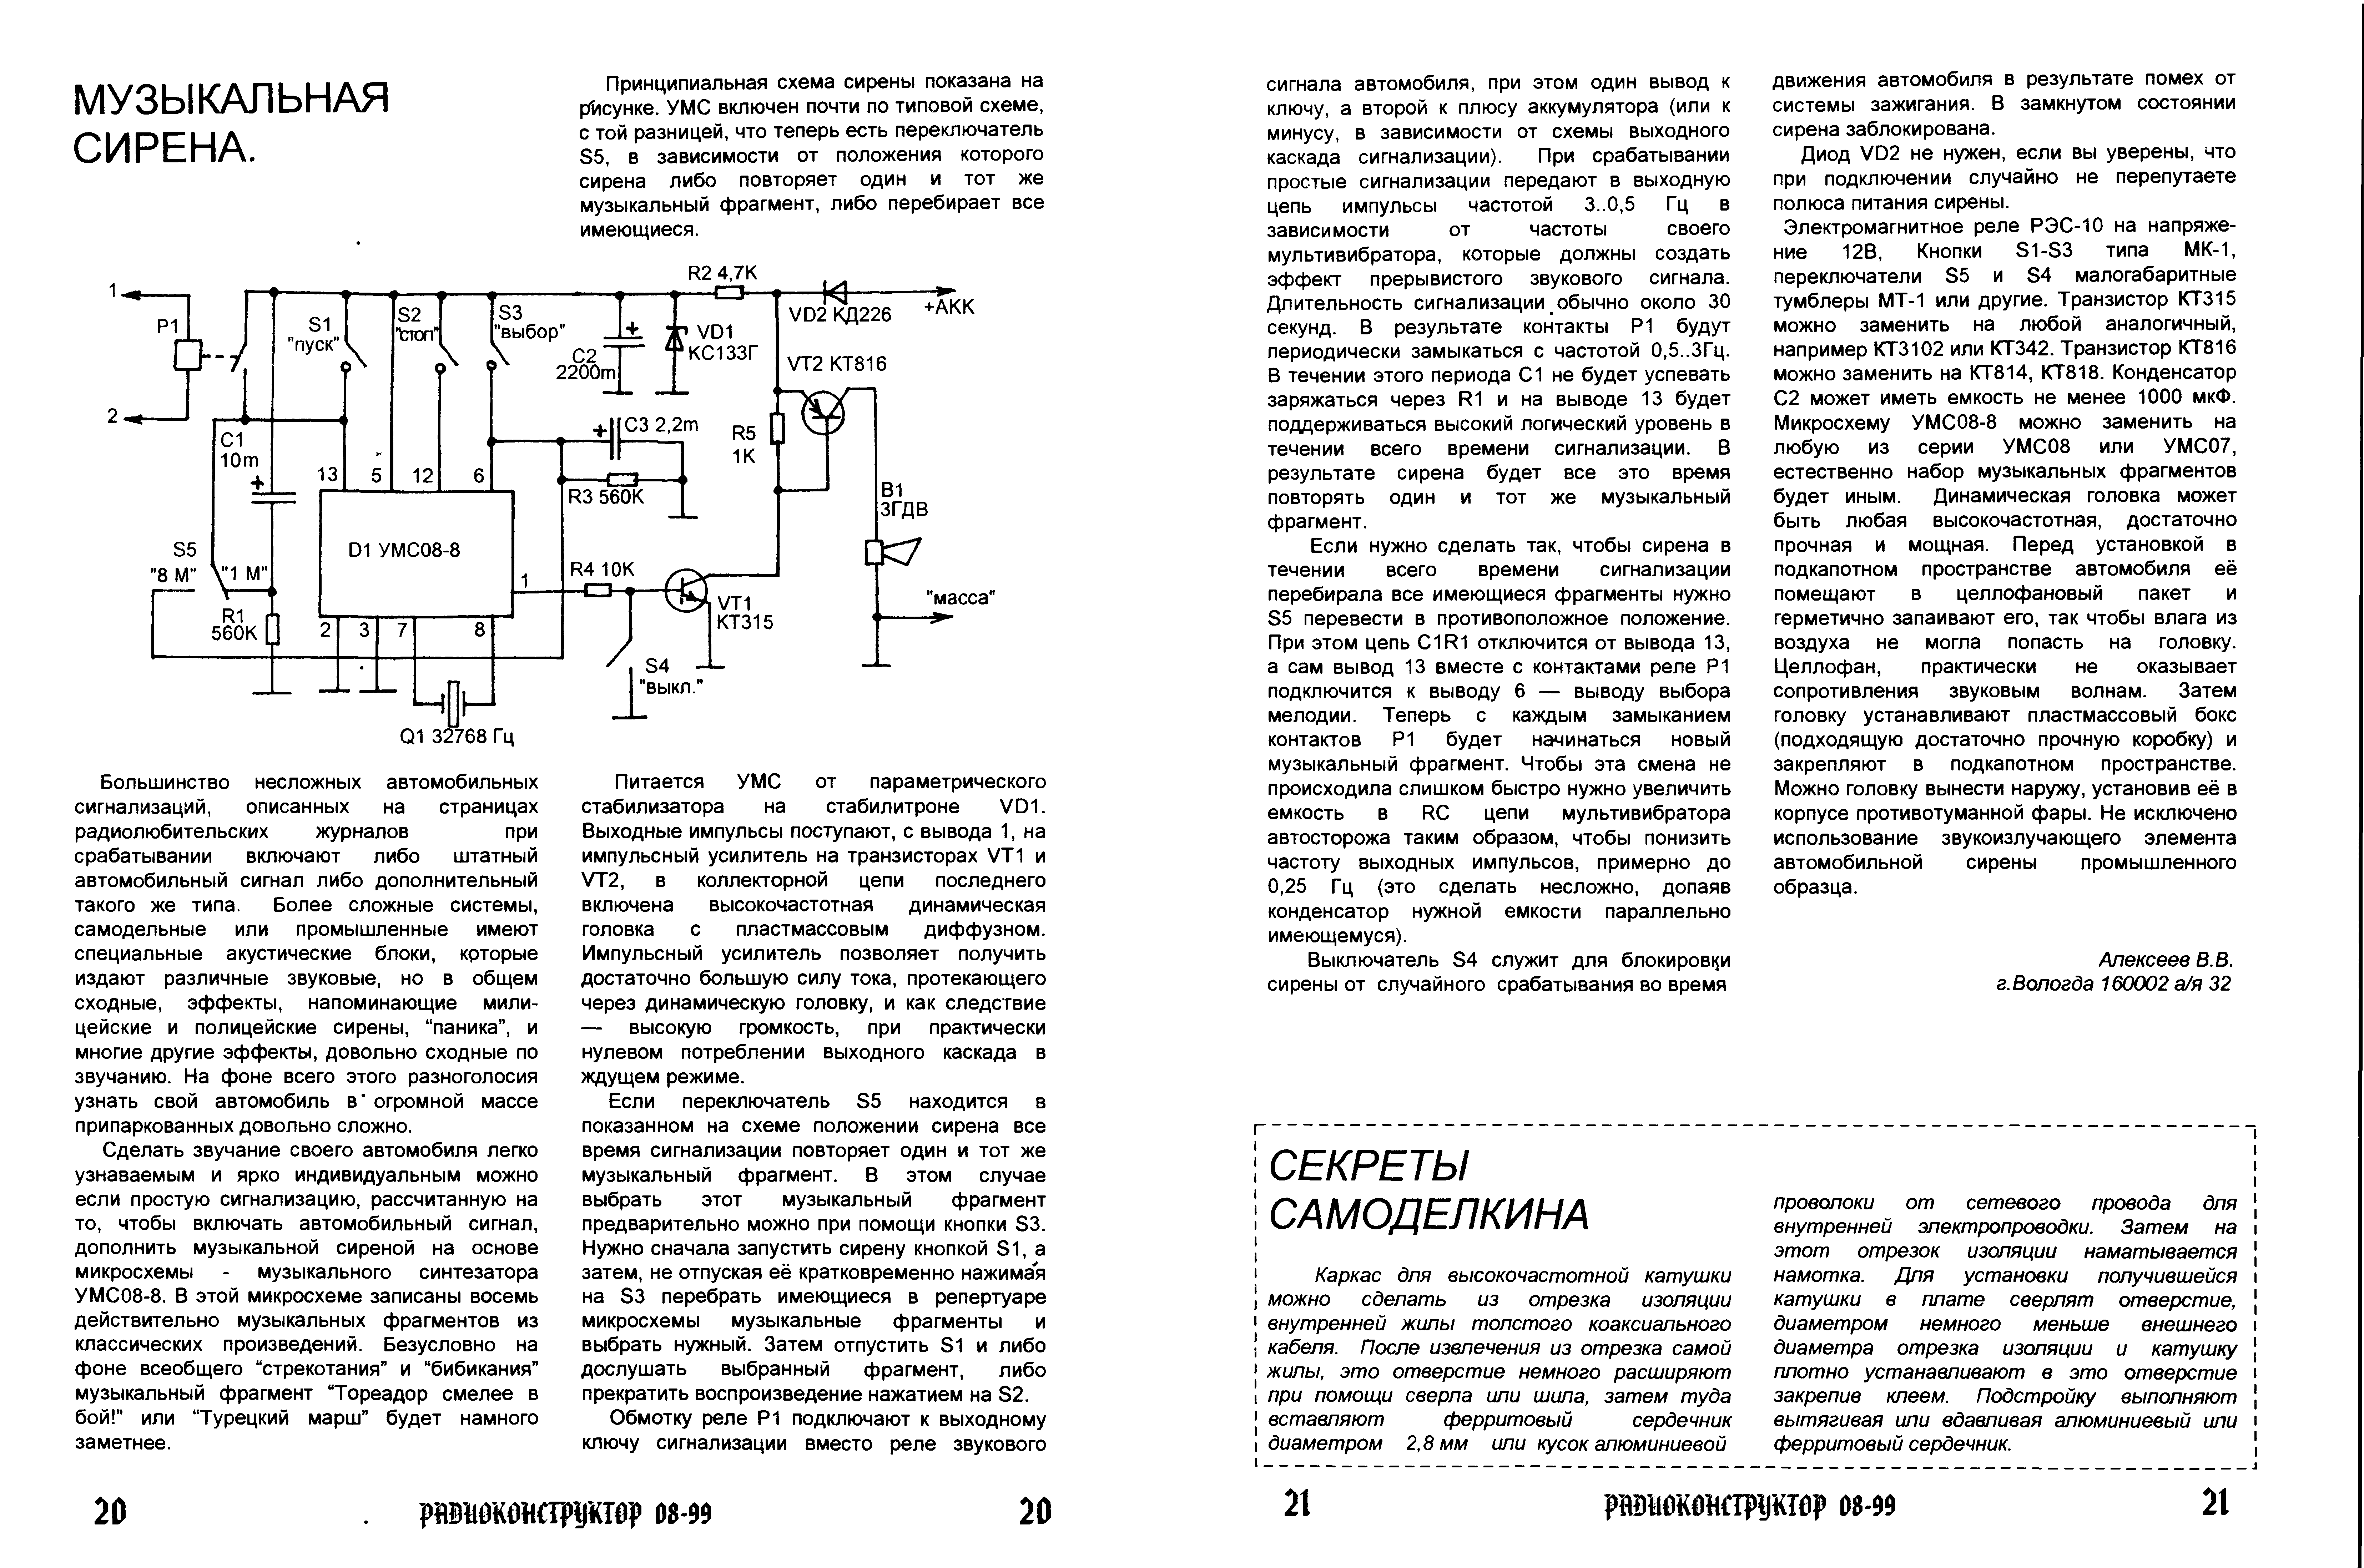 МУЗЫКАЛЬНАЯ
СИРЕНА.
Принципиальная схема сирены показана на
рисунке. УМС включен почти по типовой схеме,
с той разницей, что теперь есть переключатель
S5, в зависимости от положения которого
сирена либо повторяет один и тот же
музыкальный фрагмент, либо перебирает все
имеющиеся.
1
P1
2
S1
"пуск"
S2
"стоп"
S3
"выбор"
C2
2200m
+
VD1
КС133Г
R2 4,7K
VD2 КД226
+АКК
VT2 КТ816
C1
10m
+
13
5
12
6
+
C3 2,2m
R3 560K
R5
1K
B1
3ГДВ
D1 УМС08-8
S5
"8 М"
"1 М"
R1
560K
1
R4 10K
VT1
КТ315
"масса"
2
3
7
8
S4
"выкл."
Q1 32768 Гц
Большинство несложных автомобильных
сигнализаций, описанных на страницах
радиолюбительских журналов при
срабатывании включают либо штатный
автомобильный сигнал либо дополнительный
такого же типа. Более сложные системы,
самодельные или промышленные имеют
специальные акустические блоки, которые
издают различные звуковые, но в общем
сходные, эффекты, напоминающие мили-
цейские и полицейские сирены, “паника”, и
многие другие эффекты, довольно сходные по
звучанию. На фоне всего этого разноголосия
узнать свой автомобиль в огромной массе
припаркованных довольно сложно.
Сделать звучание своего автомобиля легко
узнаваемым и ярко индивидуальным можно
если простую сигнализацию, рассчитанную на
то, чтобы включать автомобильный сигнал,
дополнить музыкальной сиреной на основе
микросхемы - музыкального синтезатора
УМС08-8. В этой микросхеме записаны восемь
действительно музыкальных фрагментов из
классических произведений. Безусловно на
фоне всеобщего “стрекотания” и “бибикания”
музыкальный фрагмент “Тореадор смелее в
бой!” или “Турецкий марш” будет намного
заметнее.
Питается УМС от параметрического
стабилизатора на стабилитроне VD1.
Выходные импульсы поступают, с вывода 1, на
импульсный усилитель на транзисторах VT1 и
VT2, в коллекторной цепи последнего
включена высокочастотная динамическая
головка с пластмассовым диффузном.
Импульсный усилитель позволяет получить
достаточно большую силу тока, протекающего
через динамическую головку, и как следствие
— высокую громкость, при практически
нулевом потреблении выходного каскада в
ждущем режиме.
Если переключатель S5 находится в
показанном на схеме положении сирена все
время сигнализации повторяет один и тот же
музыкальный фрагмент. В этом случае
выбрать этот музыкальный фрагмент
предварительно можно при помощи кнопки S3.
Нужно сначала запустить сирену кнопкой S1, а
затем, не отпуская её кратковременно нажимая
на S3 перебрать имеющиеся в репертуаре
микросхемы музыкальные фрагменты и
выбрать нужный. Затем отпустить S1 и либо
дослушать выбранный фрагмент, либо
прекратить воспроизведение нажатием на S2.
Обмотку реле Р1 подключают к выходному
ключу сигнализации вместо реле звукового
20
РАДИОКОНСТРУКТОР 08-99
20
сигнала автомобиля, при этом один вывод к
ключу, а второй к плюсу аккумулятора (или к
минусу, в зависимости от схемы выходного
каскада сигнализации). При срабатывании
простые сигнализации передают в выходную
цепь импульсы частотой 3..0,5 Гц в
зависимости от частоты своего
мультивибратора, которые должны создать
эффект прерывистого звукового сигнала.
Длительность сигнализации обычно около 30
секунд. В результате контакты Р1 будут
периодически замыкаться с частотой 0,5..3Гц.
В течении этого периода С1 не будет успевать
заряжаться через R1 и на выводе 13 будет
поддерживаться высокий логический уровень в
течении всего времени сигнализации. В
результате сирена будет все это время
повторять один и тот же музыкальный
фрагмент.
Если нужно сделать так, чтобы сирена в
течении всего времени сигнализации
перебирала все имеющиеся фрагменты нужно
S5 перевести в противоположное положение.
При этом цепь C1R1 отключится от вывода 13,
а сам вывод 13 вместе с контактами реле Р1
подключится к выводу 6 — выводу выбора
мелодии. Теперь с каждым замыканием
контактов Р1 будет начинаться новый
музыкальный фрагмент. Чтобы эта смена не
происходила слишком быстро нужно увеличить
емкость в RC цепи мультивибратора
автосторожа таким образом, чтобы понизить
частоту выходных импульсов, примерно до
0,25 Гц (это сделать несложно, допаяв
конденсатор нужной емкости параллельно
имеющемуся).
Выключатель S4 служит для блокировки
сирены от случайного срабатывания во время
движения автомобиля в результате помех от
системы зажигания. В замкнутом состоянии
сирена заблокирована.
Диод VD2 не нужен, если вы уверены, что
при подключении случайно не перепутаете
полюса питания сирены.
Электромагнитное реле РЭС-10 на напряже-
ние 12В, Кнопки S1-S3 типа МК-1,
переключатели S5 и S4 малогабаритные
тумблеры МТ-1 или другие. Транзистор КТ315
можно заменить на любой аналогичный,
например КТ3102 или КТ342. Транзистор КТ816
можно заменить на КТ814, КТ818. Конденсатор
С2 может иметь емкость не менее 1000 мкФ.
Микросхему УМС08-8 можно заменить на
любую из серии УМС08 или УМС07,
естественно набор музыкальных фрагментов
будет иным. Динамическая головка может
быть любая высокочастотная, достаточно
прочная и мощная. Перед установкой в
подкапотном пространстве автомобиля её
помещают в целлофановый пакет и
герметично запаивают его, так чтобы влага из
воздуха не могла попасть на головку.
Целлофан, практически не оказывает
сопротивления звуковым волнам. Затем
головку устанавливают пластмассовый бокс
(подходящую достаточно прочную коробку) и
закрепляют в подкапотном пространстве.
Можно головку вынести наружу, установив её в
корпусе противотуманной фары. Не исключено
использование звукоизлучающего элемента
автомобильной сирены промышленного
образца.
Алексеев В.В.
г.Вологда 160002 а/я 32
СЕКРЕТЫ
САМОДЕЛКИНА
Каркас для высокочастотной катушки
можно сделать из отрезка изоляции
внутренней жилы толстого коаксиального
кабеля. После извлечения из отрезка самой
жилы, это отверстие немного расширяют
при помощи сверла или шила, затем туда
вставляют ферритовый сердечник
диаметром 2,8 мм или кусок алюминиевой
проволоки от сетевого провода для
внутренней электропроводки. Затем на
этот отрезок изоляции наматывается
намотка. Для установки получившейся
катушки в плате сверлят отверстие,
диаметром немного меньше внешнего
диаметра отрезка изоляции и катушку
плотно устанавливают в это отверстие
закрепив клеем. Подстройку выполняют
вытягивая или вдавливая алюминиевый или
ферритовый сердечник.
21
РАДИОКОНСТРУКТОР 08-99
21